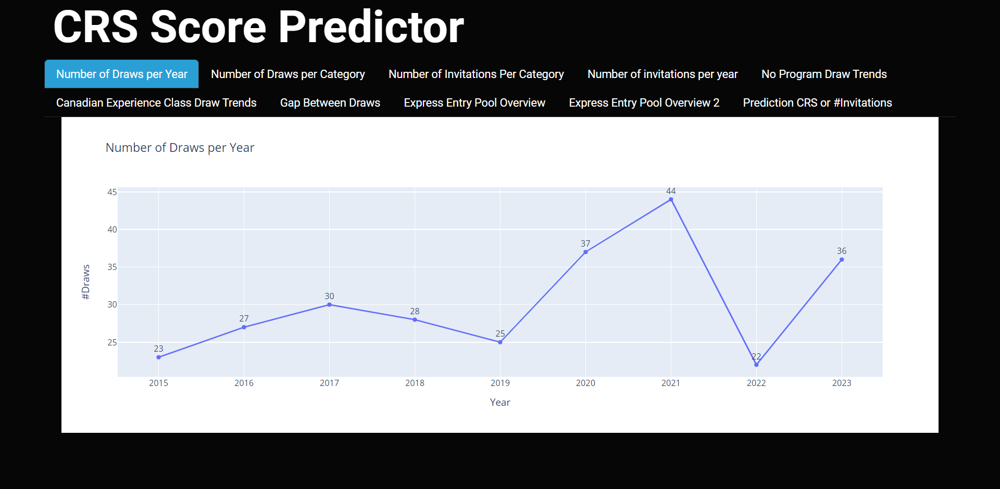 CRS Score Predictor
Number of Draws per Year
Number of Draws per Category
Number of Invitations Per Category
Number of invitations per year
No Program Draw Trends
Canadian Experience Class Draw Trends
Gap Between Draws
Express Entry Pool Overview
Express Entry Pool Overview 2
Prediction CRS or #Invitations
Number of Draws per Year
#Draws
45
40
35
30
25
23
27
30
28
25
37
44
22
36
2015
2016
2017
2018
2019
2020
2021
2022
2023
Year